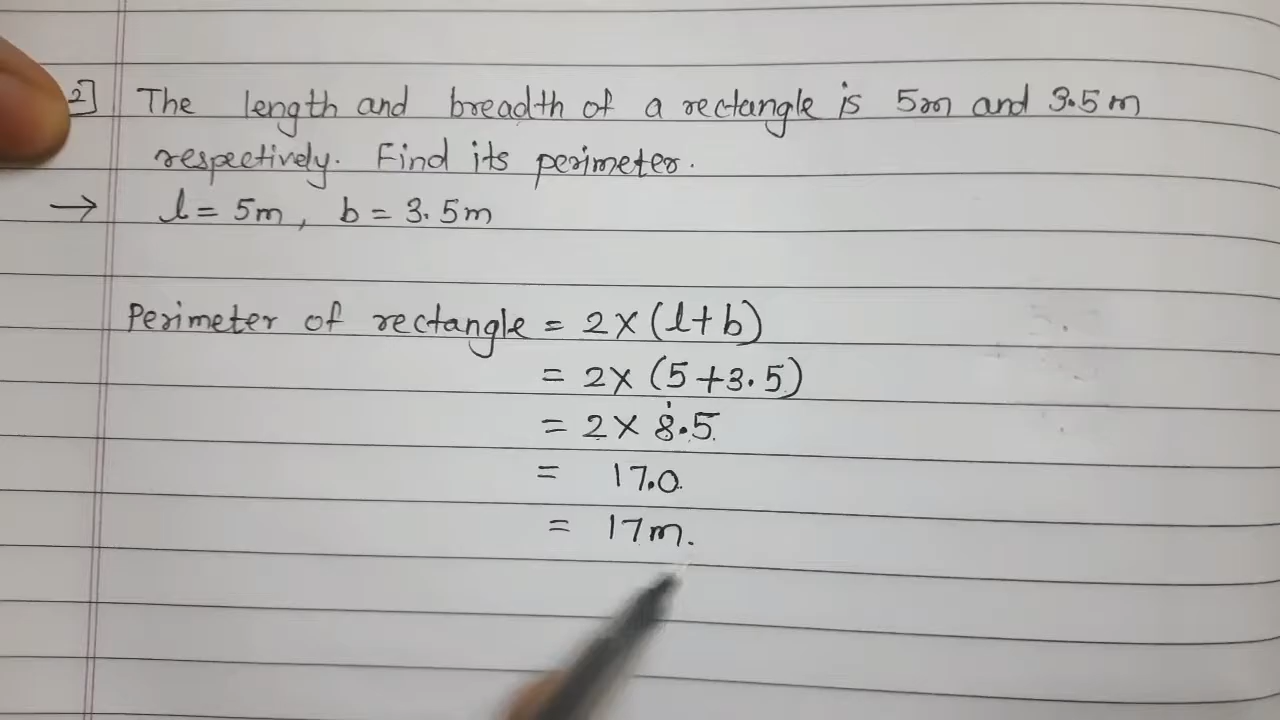 2] The length and breadth of a rectangle is 5m and 3.5m
respectively. Find its perimeter.
→ l = 5m, b = 3.5m
Perimeter of rectangle = 2 × (l+b)
= 2 × (5+3.5)
= 2 × 8.5
= 17.0
= 17m.